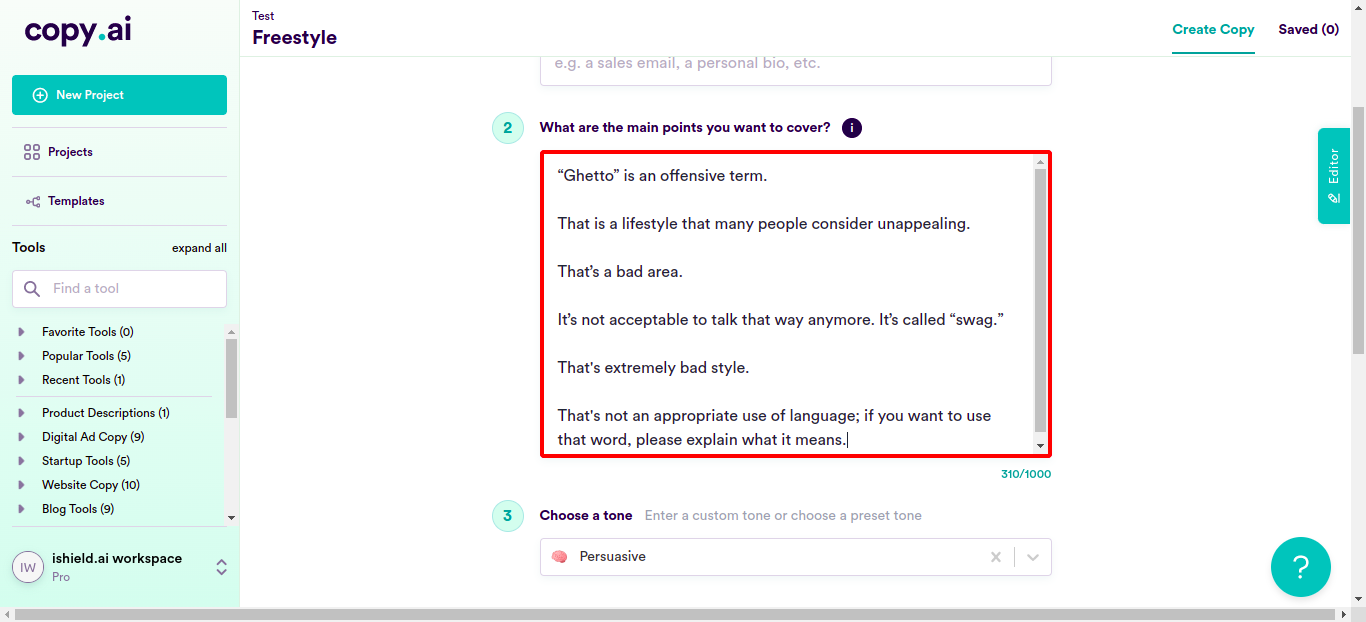 copy.ai
New Project
Projects
Templates
Tools
expand all
Find a tool
Favorite Tools (0)
Popular Tools (5)
Recent Tools (1)
Product Descriptions (1)
Digital Ad Copy (9)
Startup Tools (5)
Website Copy (10)
Blog Tools (9)
IW
ishield.ai workspace
Pro
Test
Freestyle
Create Copy
Saved (0)
e.g. a sales email, a personal bio, etc.
2
What are the main points you want to cover?
i
“Ghetto” is an offensive term.
That is a lifestyle that many people consider unappealing.
That’s a bad area.
It’s not acceptable to talk that way anymore. It’s called “swag.”
That's extremely bad style.
That's not an appropriate use of language; if you want to use
that word, please explain what it means.
310/1000
3
Choose a tone
Enter a custom tone or choose a preset tone
Persuasive
Editor
?